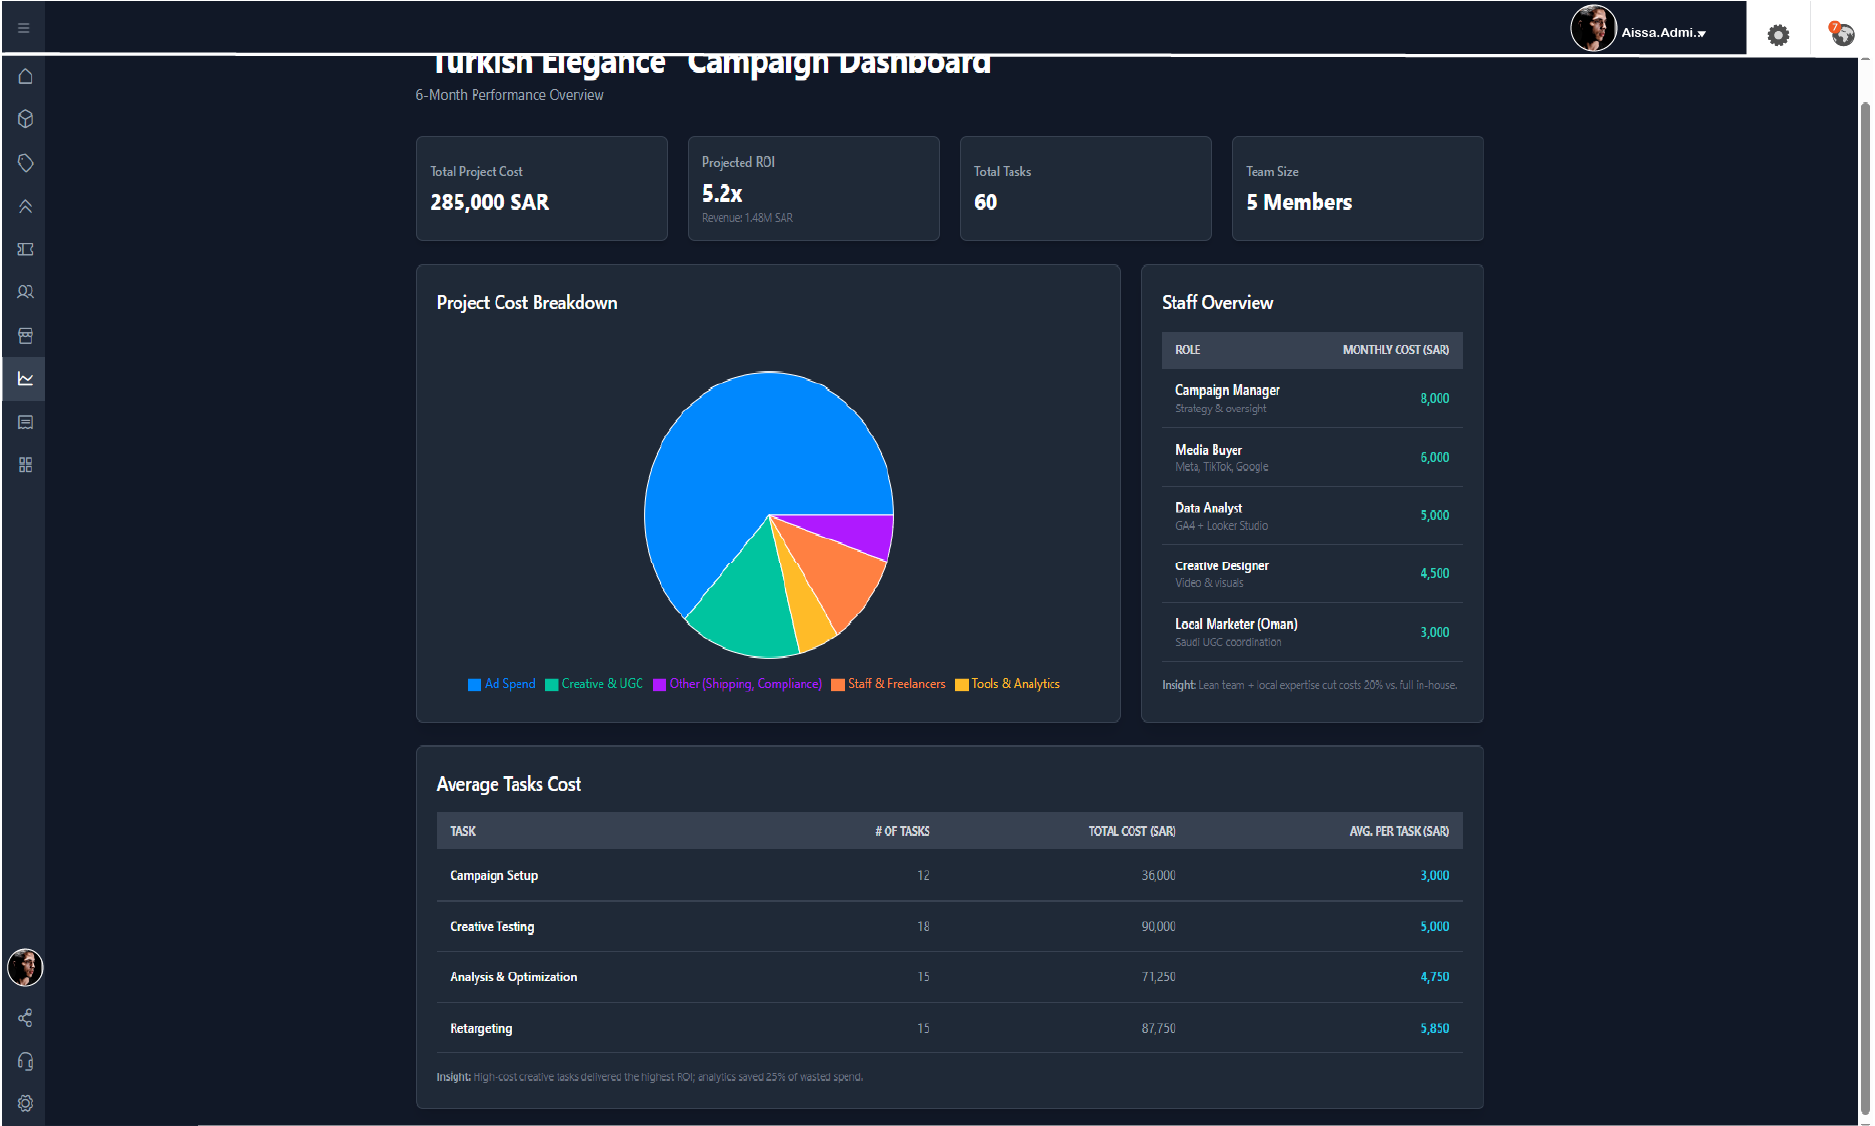 Aissa.Admi.
7
Turkish Elegance Campaign Dashboard
6-Month Performance Overview
Total Project Cost
285,000 SAR
Projected ROI
5.2x
Revenue: 1.48M SAR
Total Tasks
60
Team Size
5 Members
Project Cost Breakdown
Ad Spend
Creative & UGC
Other (Shipping, Compliance)
Staff & Freelancers
Tools & Analytics
Staff Overview
ROLE MONTHLY COST (SAR)
Campaign Manager
Strategy & oversight
8,000
Media Buyer
Meta, TikTok, Google
6,000
Data Analyst
GA4 + Looker Studio
5,000
Creative Designer
Video & visuals
4,500
Local Marketer (Oman)
Saudi UGC coordination
3,000
Insight: Lean team + local expertise cut costs 20% vs. full in-house.
Average Tasks Cost
TASK # OF TASKS TOTAL COST (SAR) AVG. PER TASK (SAR)
Campaign Setup 12 36,000 3,000
Creative Testing 18 90,000 5,000
Analysis & Optimization 15 71,250 4,750
Retargeting 15 87,750 5,850
Insight: High-cost creative tasks delivered the highest ROI; analytics saved 25% of wasted spend.